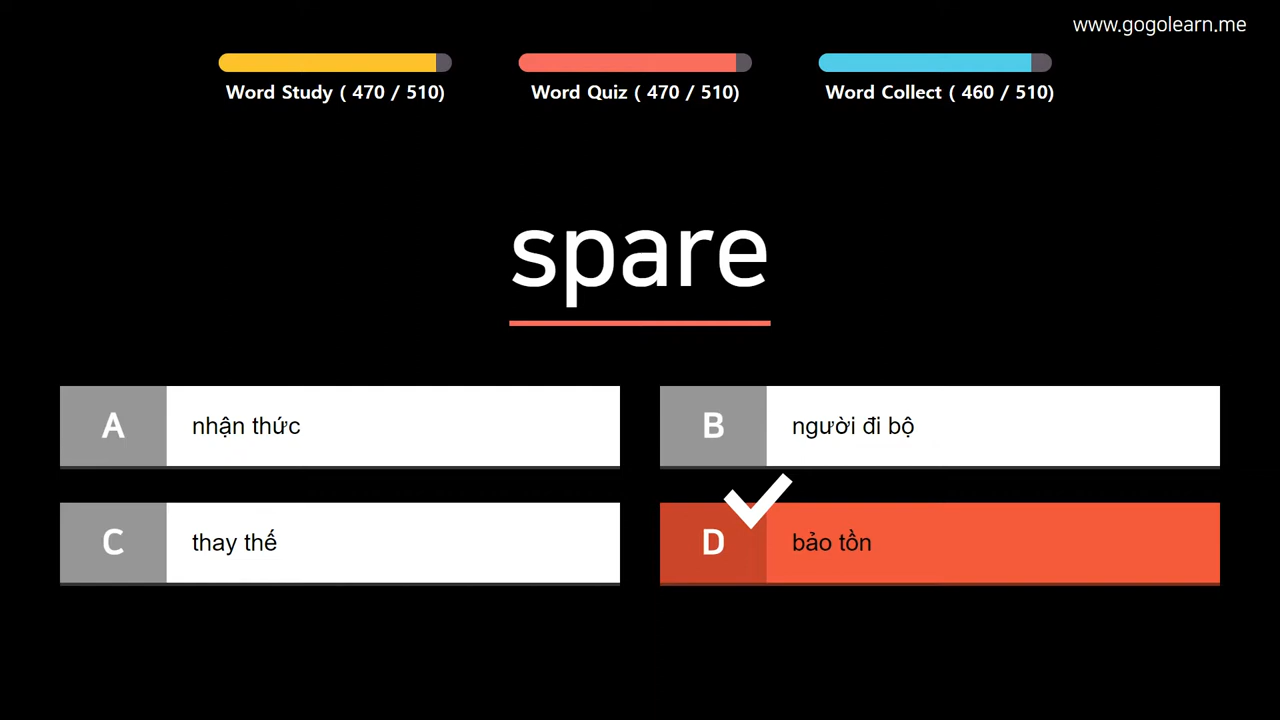 www.gogolearn.me
Word Study ( 470 / 510)
Word Quiz ( 470 / 510)
Word Collect ( 460 / 510)
spare
A nhận thức
B người đi bộ
C thay thế
D bảo tồn